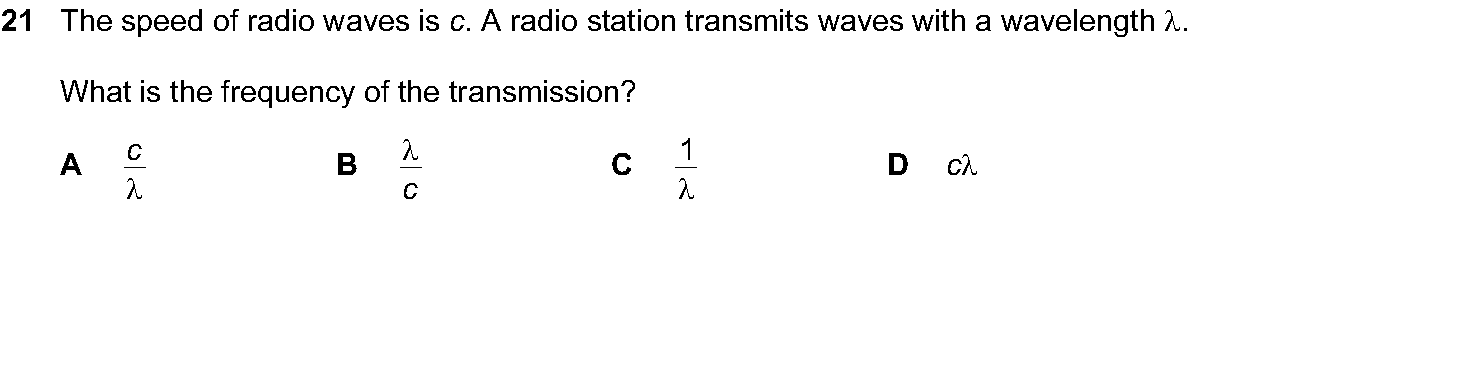 21 The speed of radio waves is c. A radio station transmits waves with a wavelength λ.
What is the frequency of the transmission?
A c/λ B λ/c C 1/λ D cλ